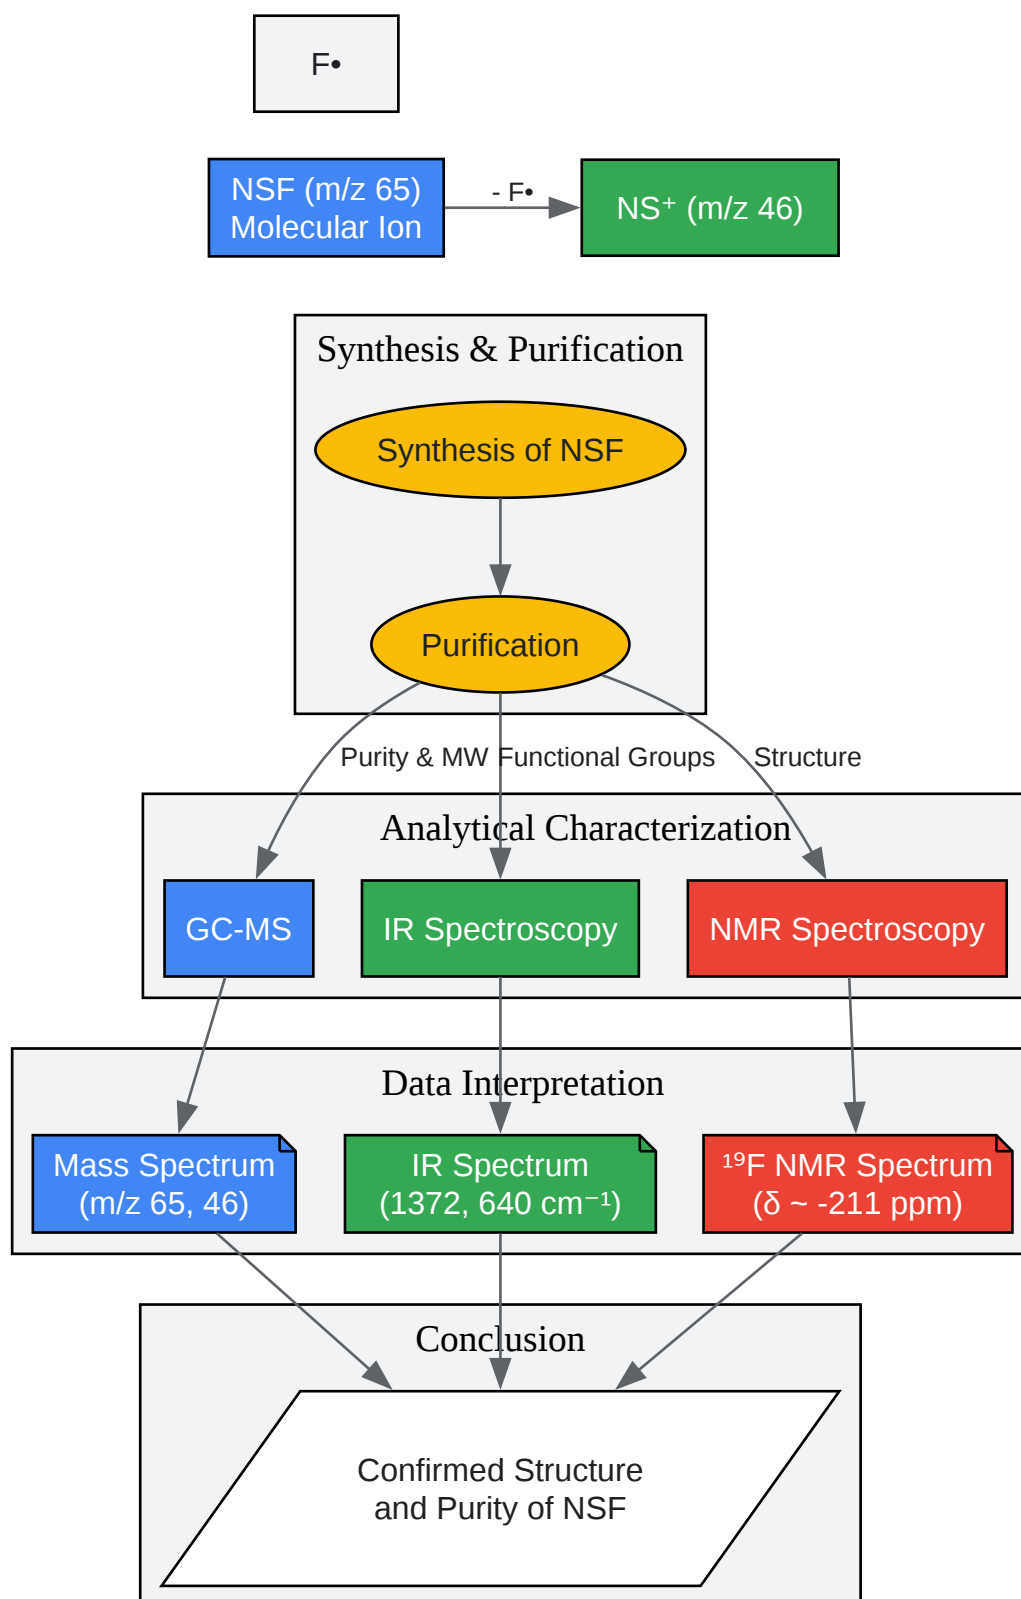 F•
NSF (m/z 65)
Molecular Ion
- F•
NS⁺ (m/z 46)
Synthesis & Purification
Synthesis of NSF
Purification
Purity & MW
Functional Groups
Structure
Analytical Characterization
GC-MS
IR Spectroscopy
NMR Spectroscopy
Data Interpretation
Mass Spectrum
(m/z 65, 46)
IR Spectrum
(1372, 640 cm⁻¹)
¹⁹F NMR Spectrum
(δ ~ -211 ppm)
Conclusion
Confirmed Structure
and Purity of NSF